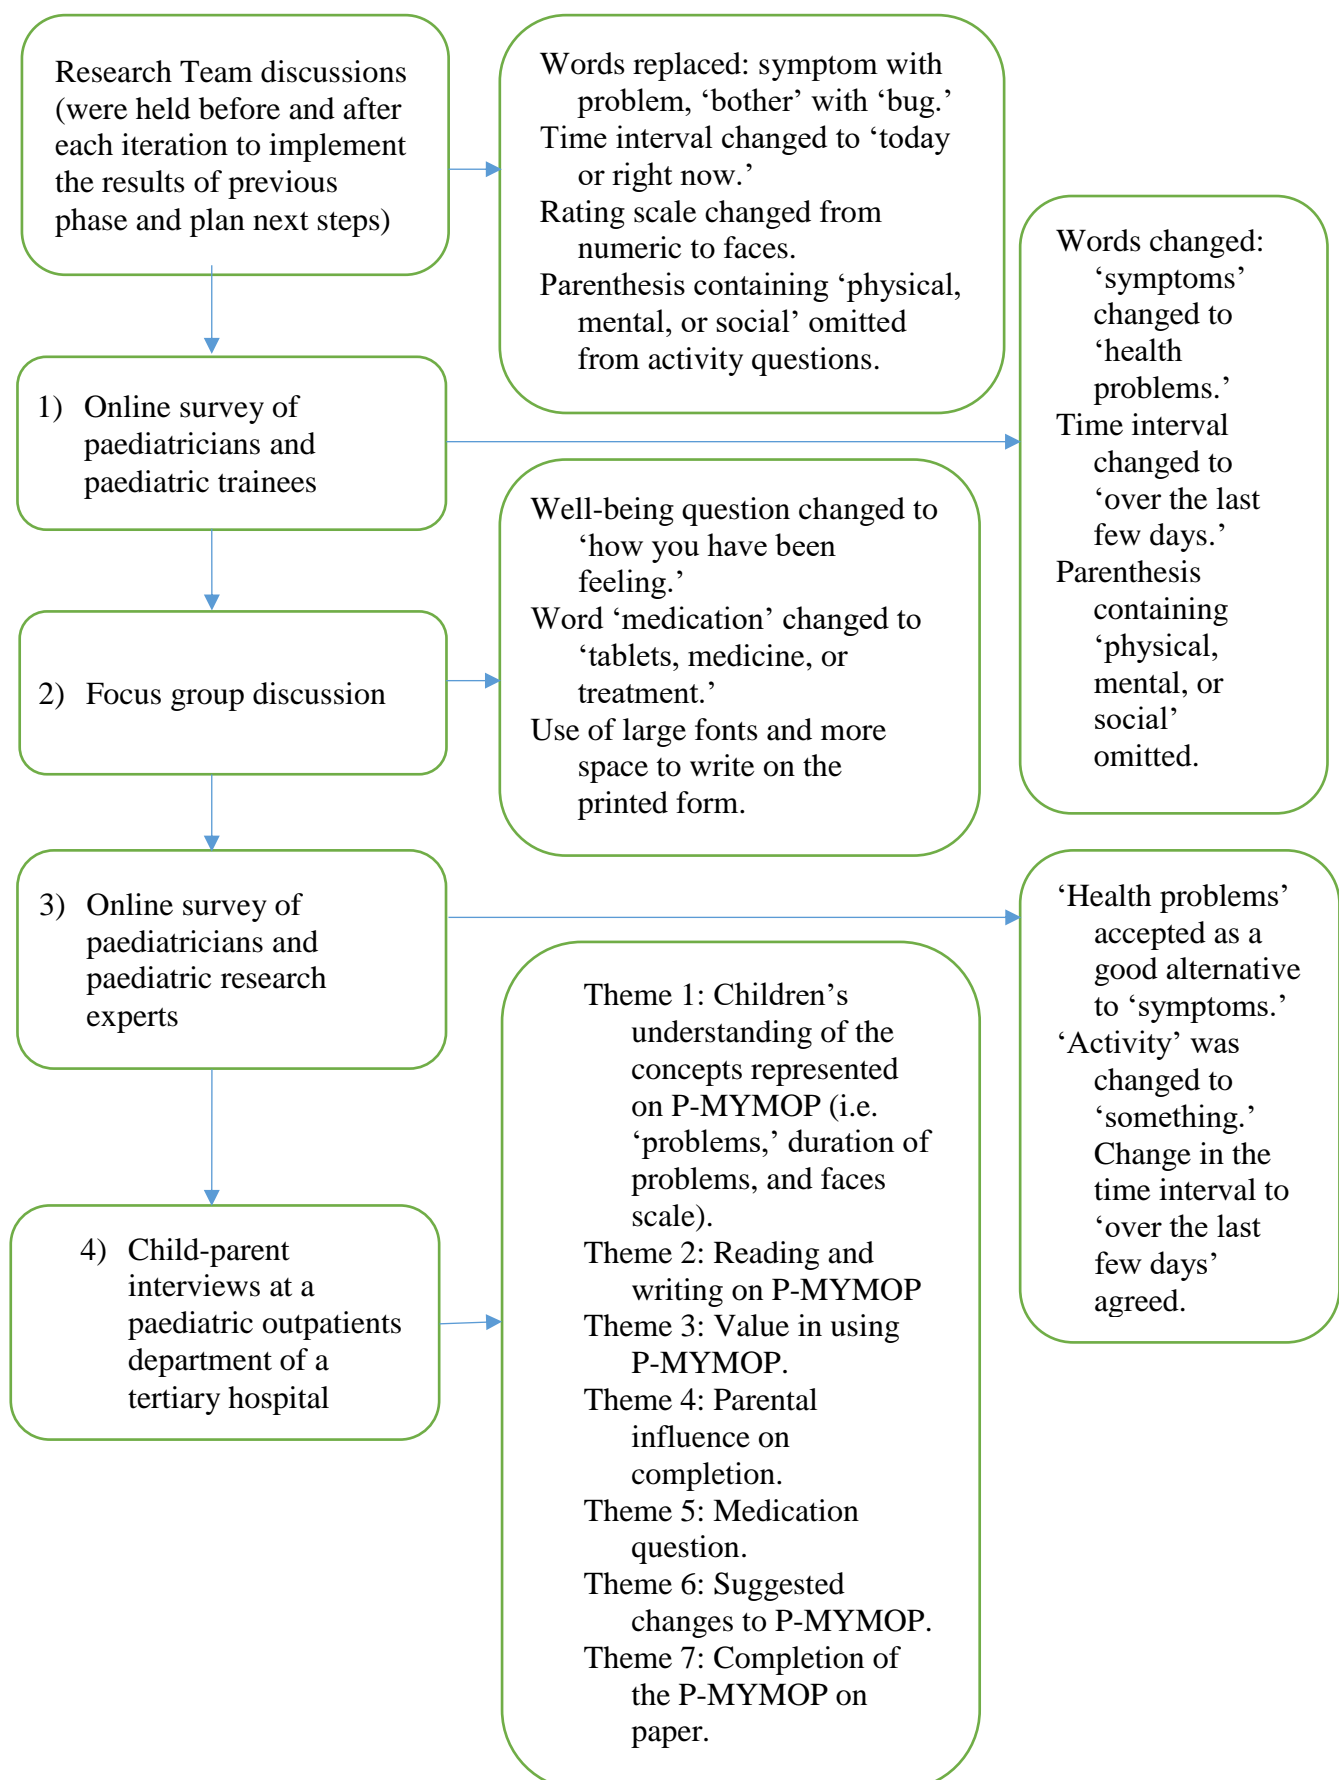 Research Team discussions
(were held before and after
each iteration to implement
the results of previous
phase and plan next steps)
Words replaced: symptom with
problem, ‘bother’ with ‘bug.’
Time interval changed to ‘today
or right now.’
Rating scale changed from
numeric to faces.
Parenthesis containing ‘physical,
mental, or social’ omitted
from activity questions.
1) Online survey of
paediatricians and
paediatric trainees
Words changed:
‘symptoms’
changed to
‘health
problems.’
Time interval
changed to
‘over the last
few days.’
Parenthesis
containing
‘physical,
mental, or
social’
omitted.
2) Focus group discussion
Well-being question changed to
‘how you have been
feeling.’
Word ‘medication’ changed to
‘tablets, medicine, or
treatment.’
Use of large fonts and more
space to write on the
printed form.
3) Online survey of
paediatricians and
paediatric research
experts
‘Health problems’
accepted as a
good alternative
to ‘symptoms.’
‘Activity’ was
changed to
‘something.’
Change in the
time interval to
‘over the last
few days’
agreed.
4) Child-parent
interviews at a
paediatric outpatients
department of a
tertiary hospital
Theme 1: Children’s
understanding of the
concepts represented
on P-MYMOP (i.e.
‘problems,’ duration of
problems, and faces
scale).
Theme 2: Reading and
writing on P-MYMOP
Theme 3: Value in using
P-MYMOP.
Theme 4: Parental
influence on
completion.
Theme 5: Medication
question.
Theme 6: Suggested
changes to P-MYMOP.
Theme 7: Completion of
the P-MYMOP on
paper.